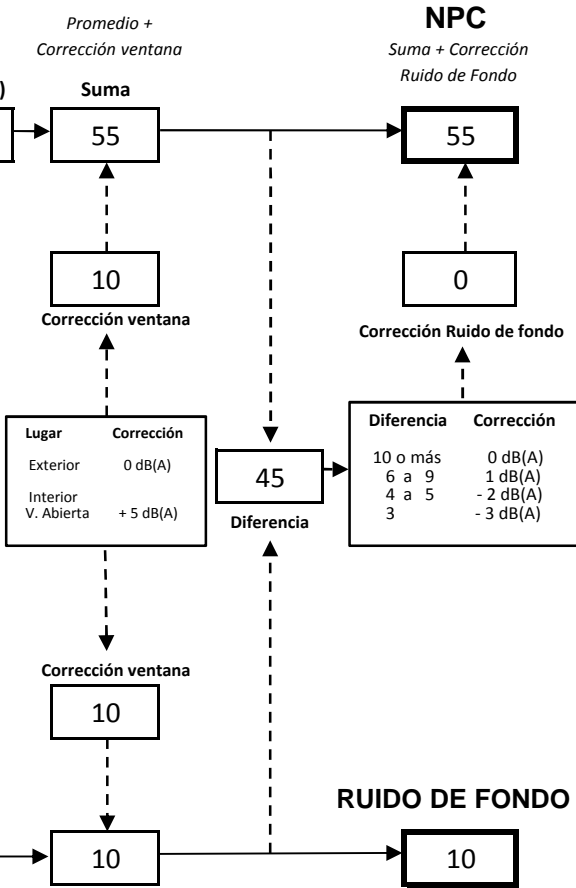 NPC
Promedio +
Corrección ventana
Suma + Corrección
Ruido de Fondo
)
Suma
55
55
10
0
Corrección ventana
Corrección Ruido de fondo
Lugar Corrección
Exterior 0 dB(A)
Interior
V. Abierta + 5 dB(A)
45
Diferencia
Diferencia Corrección
10 o más 0 dB(A)
6 a 9 1 dB(A)
4 a 5 - 2 dB(A)
3 - 3 dB(A)
Corrección ventana
10
RUIDO DE FONDO
10
10